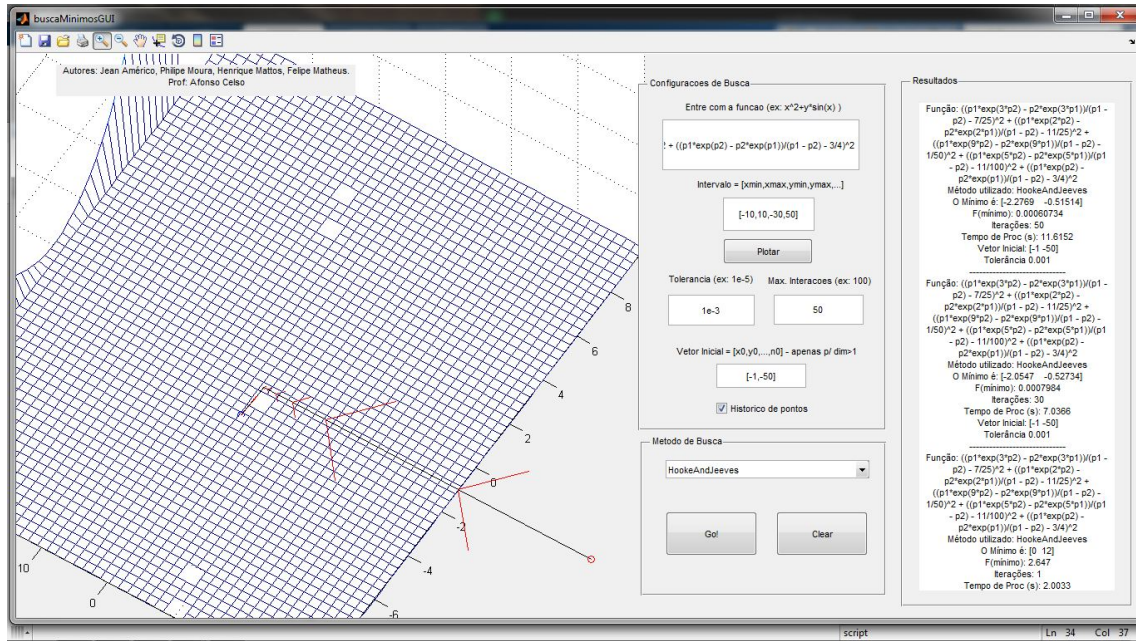 buscaMinimosGUI
Autores: Jean Américo, Philipe Moura, Henrique Mattos, Felipe Matheus.
Prof: Afonso Celso
8
6
4
2
0
-2
-4
-6
10
0
Configuracoes de Busca
Entre com a funcao (ex: x^2+y*sin(x) )
+ ((p1*exp(p2) - p2*exp(p1))/(p1 - p2) - 3/4)^2
Intervalo = [xmin,xmax,ymin,ymax,...]
[-10,10,-30,50]
Plotar
Tolerancia (ex: 1e-5)
Max. Interacoes (ex: 100)
1e-3
50
Vetor Inicial = [x0,y0,...,n0] - apenas p/ dim>1
[-1,-50]
Historico de pontos
Metodo de Busca
HookeAndJeeves
Go!
Clear
Resultados
Função: ((p1*exp(3*p2) - p2*exp(3*p1))/(p1 -
p2) - 7/25)^2 + ((p1*exp(2*p2) -
p2*exp(2*p1))/(p1 - p2) - 11/25)^2 +
((p1*exp(9*p2) - p2*exp(9*p1))/(p1 - p2) -
1/50)^2 + ((p1*exp(5*p2) - p2*exp(5*p1))/(p1
- p2) - 11/100)^2 + ((p1*exp(p2) -
p2*exp(p1))/(p1 - p2) - 3/4)^2
Método utilizado: HookeAndJeeves
O Mínimo é: [-2.2769 -0.51514]
F(mínimo): 0.00060734
Iterações: 50
Tempo de Proc (s): 11.6152
Vetor Inicial: [-1 -50]
Tolerância 0.001
-----------------------------
Função: ((p1*exp(3*p2) - p2*exp(3*p1))/(p1 -
p2) - 7/25)^2 + ((p1*exp(2*p2) -
p2*exp(2*p1))/(p1 - p2) - 11/25)^2 +
((p1*exp(9*p2) - p2*exp(9*p1))/(p1 - p2) -
1/50)^2 + ((p1*exp(5*p2) - p2*exp(5*p1))/(p1
- p2) - 11/100)^2 + ((p1*exp(p2) -
p2*exp(p1))/(p1 - p2) - 3/4)^2
Método utilizado: HookeAndJeeves
O Mínimo é: [-2.0547 -0.52734]
F(mínimo): 0.0007984
Iterações: 30
Tempo de Proc (s): 7.0366
Vetor Inicial: [-1 -50]
Tolerância 0.001
-----------------------------
Função: ((p1*exp(3*p2) - p2*exp(3*p1))/(p1 -
p2) - 7/25)^2 + ((p1*exp(2*p2) -
p2*exp(2*p1))/(p1 - p2) - 11/25)^2 +
((p1*exp(9*p2) - p2*exp(9*p1))/(p1 - p2) -
1/50)^2 + ((p1*exp(5*p2) - p2*exp(5*p1))/(p1
- p2) - 11/100)^2 + ((p1*exp(p2) -
p2*exp(p1))/(p1 - p2) - 3/4)^2
Método utilizado: HookeAndJeeves
O Mínimo é: [0 12]
F(mínimo): 2.647
Iterações: 1
Tempo de Proc (s): 2.0033
script
Ln 34 Col 37